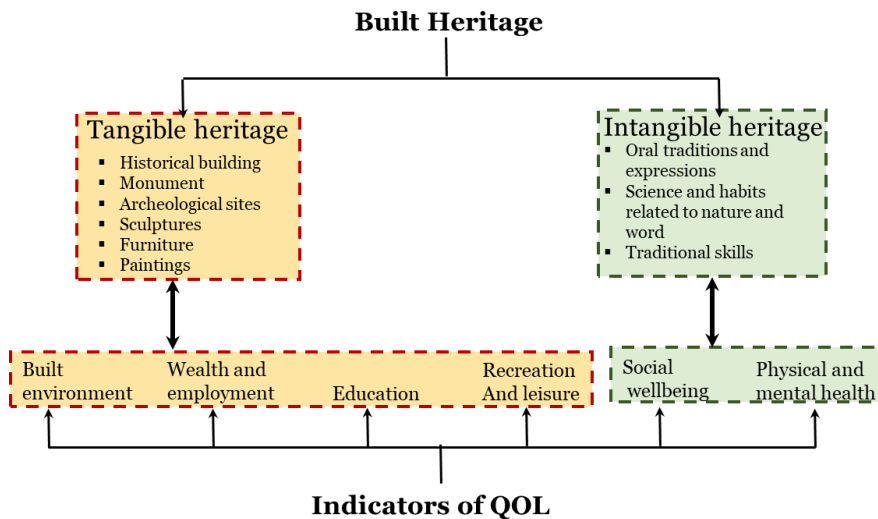 Built Heritage
Tangible heritage
▪ Historical building
▪ Monument
▪ Archeological sites
▪ Sculptures
▪ Furniture
▪ Paintings
Intangible heritage
▪ Oral traditions and
expressions
▪ Science and habits
related to nature and
word
▪ Traditional skills
Built
environment
Wealth and
employment
Education
Recreation
And leisure
Social
wellbeing
Physical and
mental health
Indicators of QOL